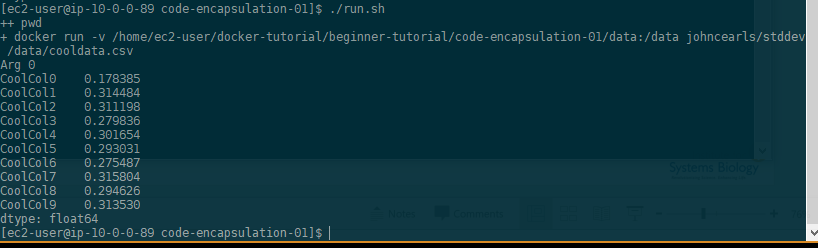 [ec2-user@ip-10-0-0-89 code-encapsulation-01]$ ./run.sh
++ pwd
+ docker run -v /home/ec2-user/docker-tutorial/beginner-tutorial/code-encapsulation-01/data:/data johncearls/stddev
/data/cooldata.csv
Arg 0
CoolCol0    0.178385
CoolCol1    0.314484
CoolCol2    0.311198
CoolCol3    0.279836
CoolCol4    0.301654
CoolCol5    0.293031
CoolCol6    0.275487
CoolCol7    0.315804
CoolCol8    0.294626
CoolCol9    0.313530
dtype: float64
[ec2-user@ip-10-0-0-89 code-encapsulation-01]$
Systems Biology
Notes
Comments